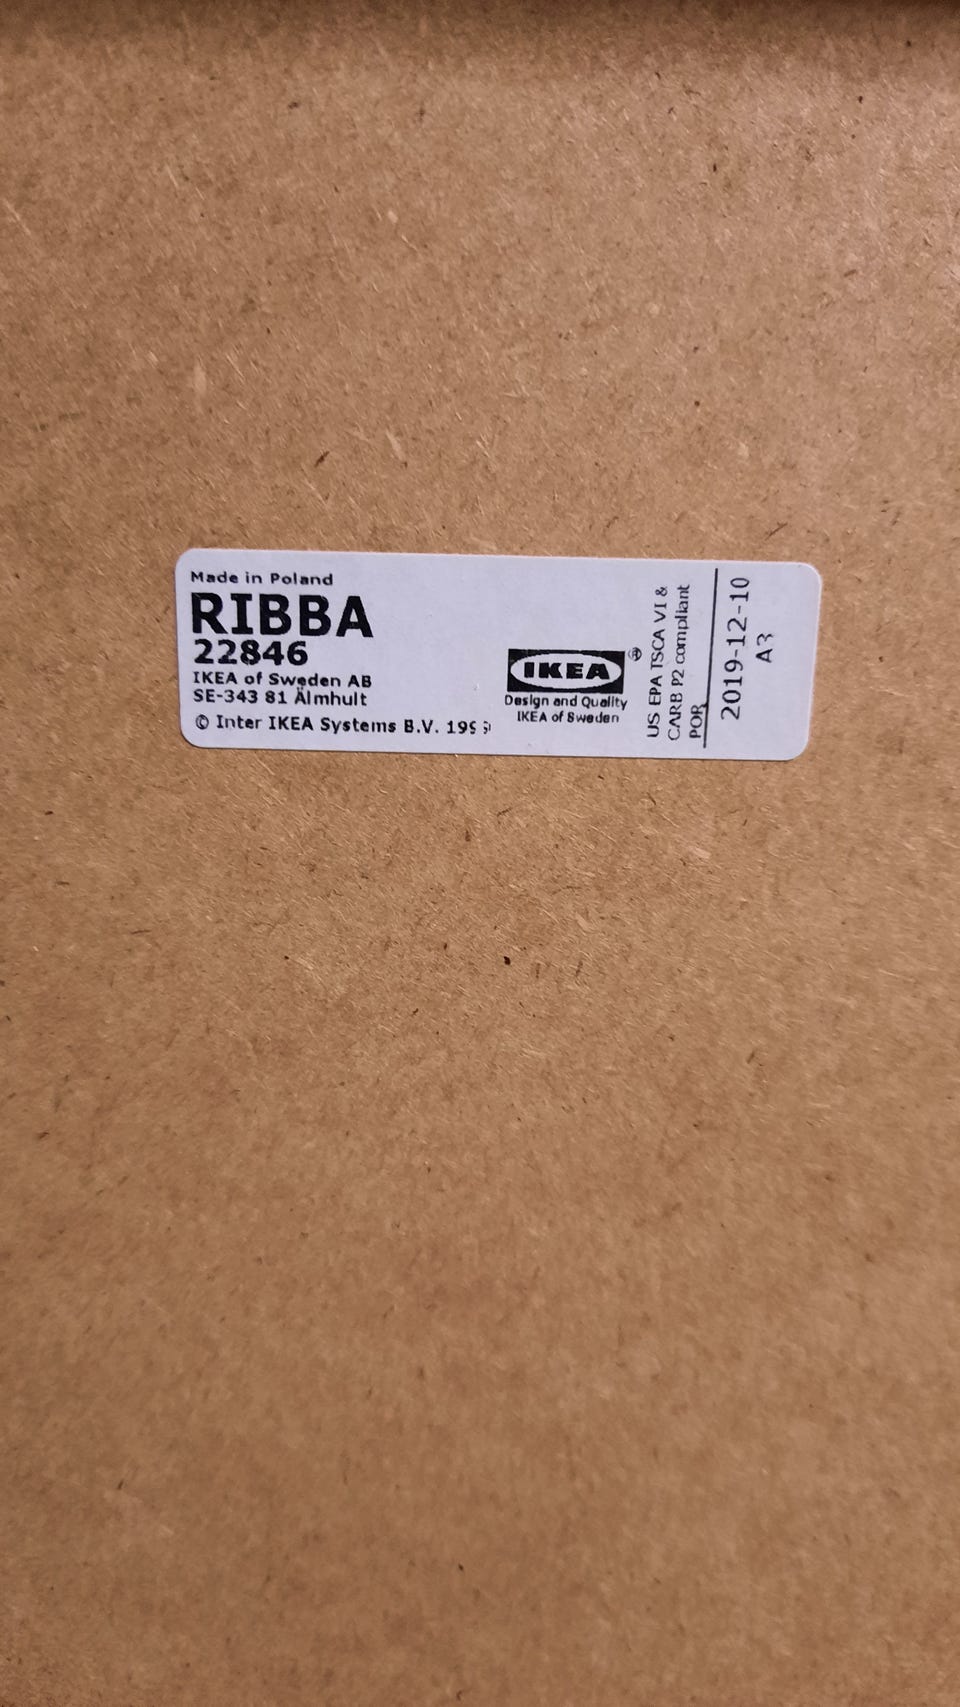 Made in Poland
RIBBA
22846
IKEA of Sweden AB
SE-343 81 Älmhult
© Inter IKEA Systems B.V.
IKEA®
Design and Quality
IKEA of Sweden
US EPA TSCA VI &
CARB P2 compliant
POR
2019-12-10
A3